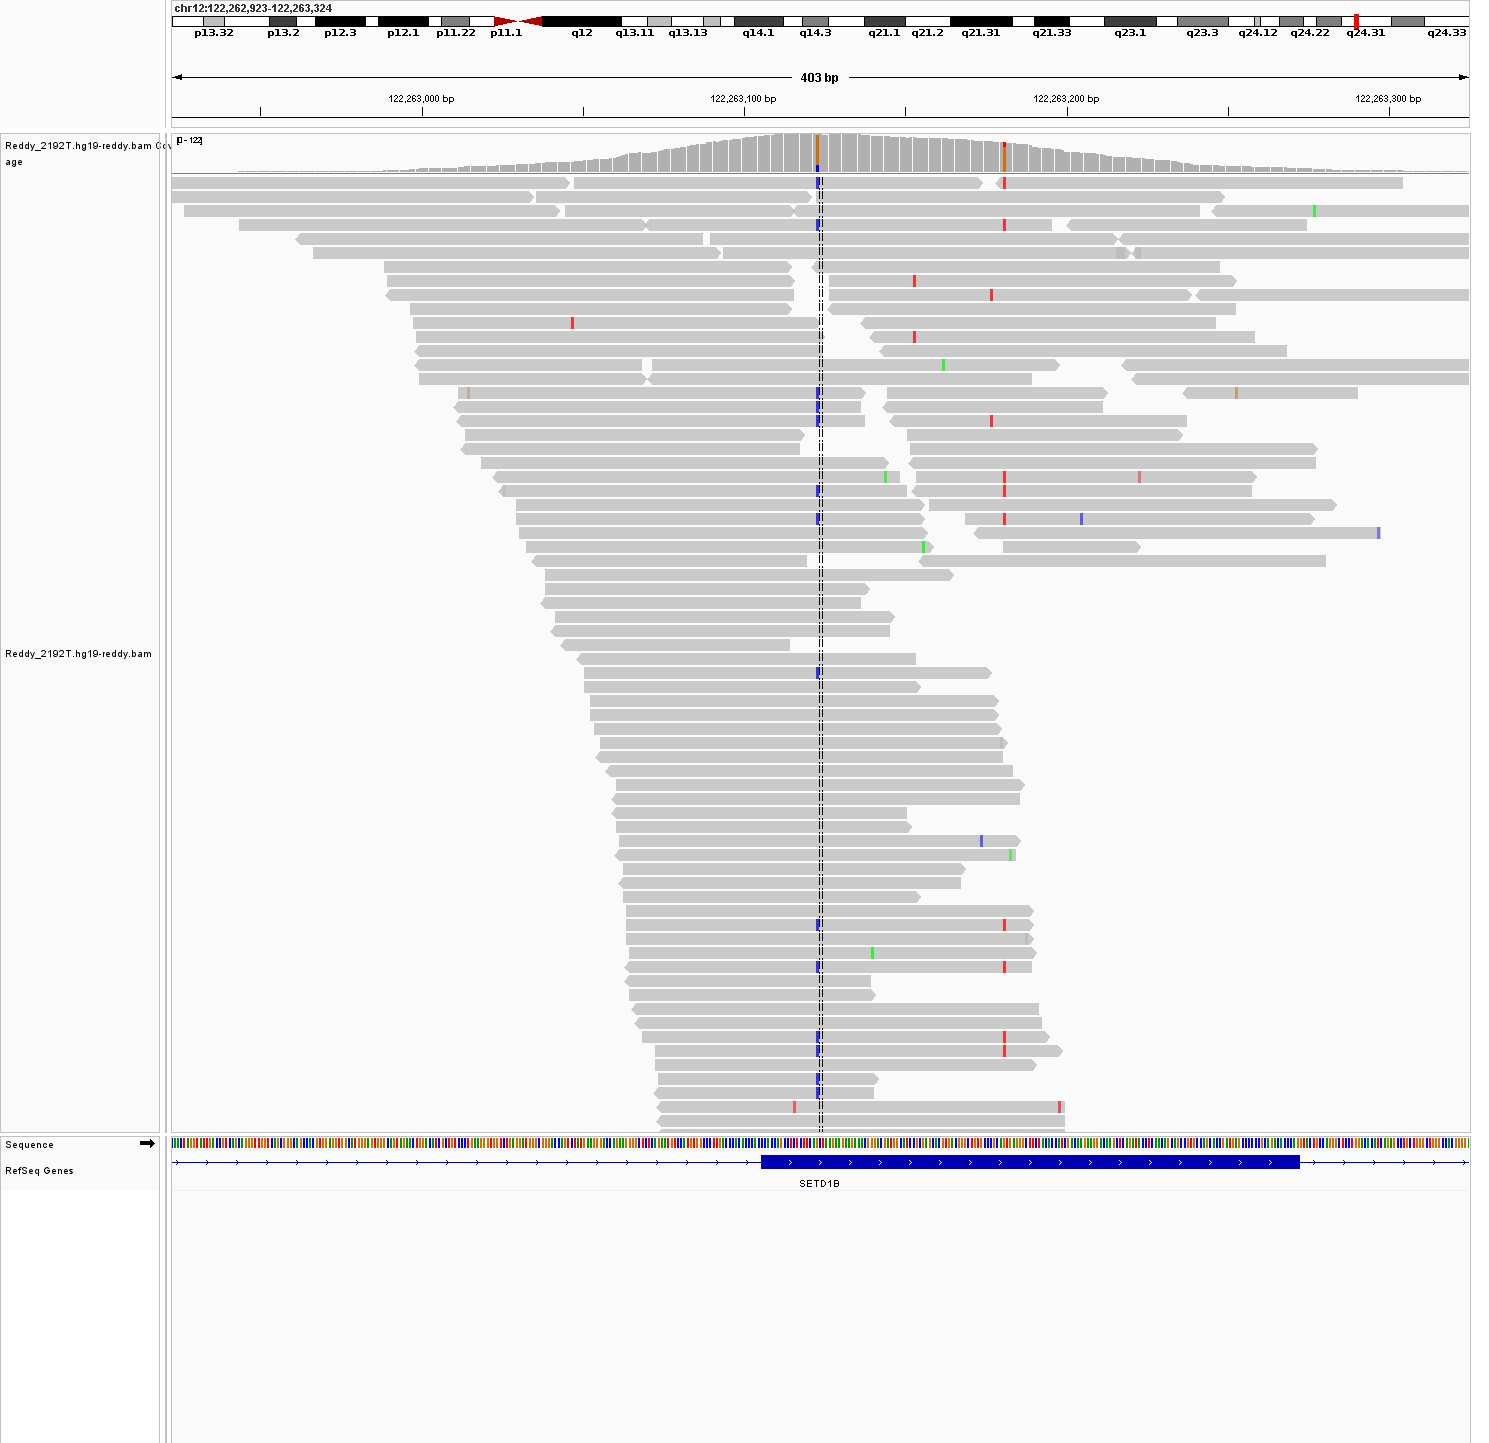 chr12:122,262,923-122,263,324
p13.32 p13.2 p12.3 p12.1 p11.22 p11.1 q12 q13.11 q13.13 q14.1 q14.3 q21.1 q21.2 q21.31 q21.33 q23.1 q23.3 q24.12 q24.22 q24.31 q24.33
403 bp
122,263,000 bp 122,263,100 bp 122,263,200 bp 122,263,300 bp
[0 - 122]
Reddy_2192T.hg19-reddy.bam Cov
age
Reddy_2192T.hg19-reddy.bam
Sequence
RefSeq Genes
SETD1B